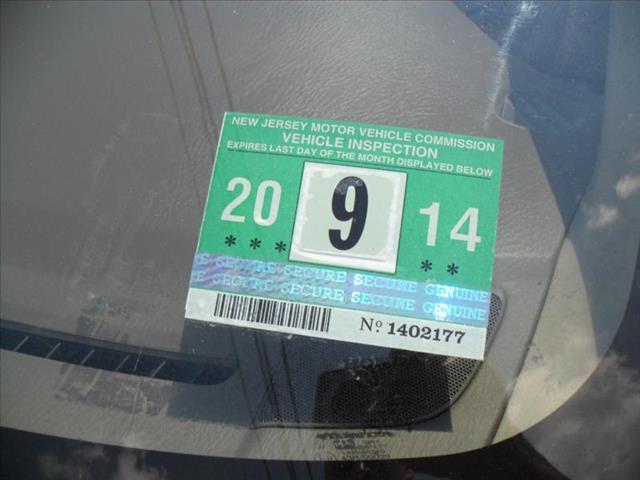 NEW JERSEY MOTOR VEHICLE COMMISSION
VEHICLE INSPECTION
EXPIRES LAST DAY OF THE MONTH DISPLAYED BELOW
20 9 14
*** **
SECURE SECURE SECURE GENUINE
SECURE SECURE SECURE GENUINE
Nº 1402177